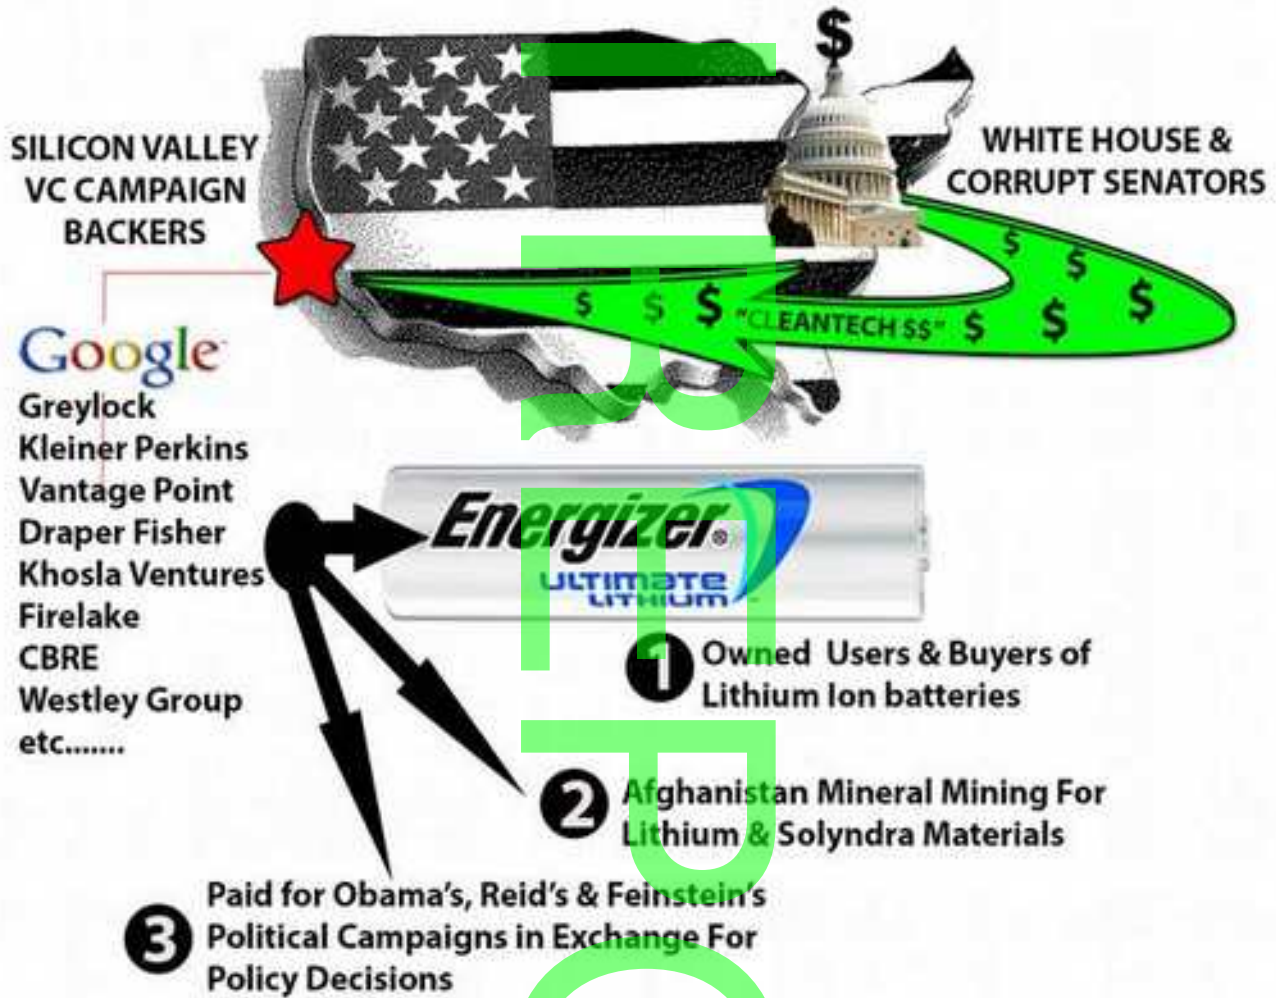 $
SILICON VALLEY
VC CAMPAIGN
BACKERS
WHITE HOUSE &
CORRUPT SENATORS
$ $ $ "CLEANTECH $$" $ $ $ $ $
Google
Greylock
Kleiner Perkins
Vantage Point
Draper Fisher
Khosla Ventures
Firelake
CBRE
Westley Group
etc.......
Energizer®
ULTIMATE
LITHIUM™
1 Owned Users & Buyers of
Lithium Ion batteries
2 Afghanistan Mineral Mining For
Lithium & Solyndra Materials
3 Paid for Obama's, Reid's & Feinstein's
Political Campaigns in Exchange For
Policy Decisions